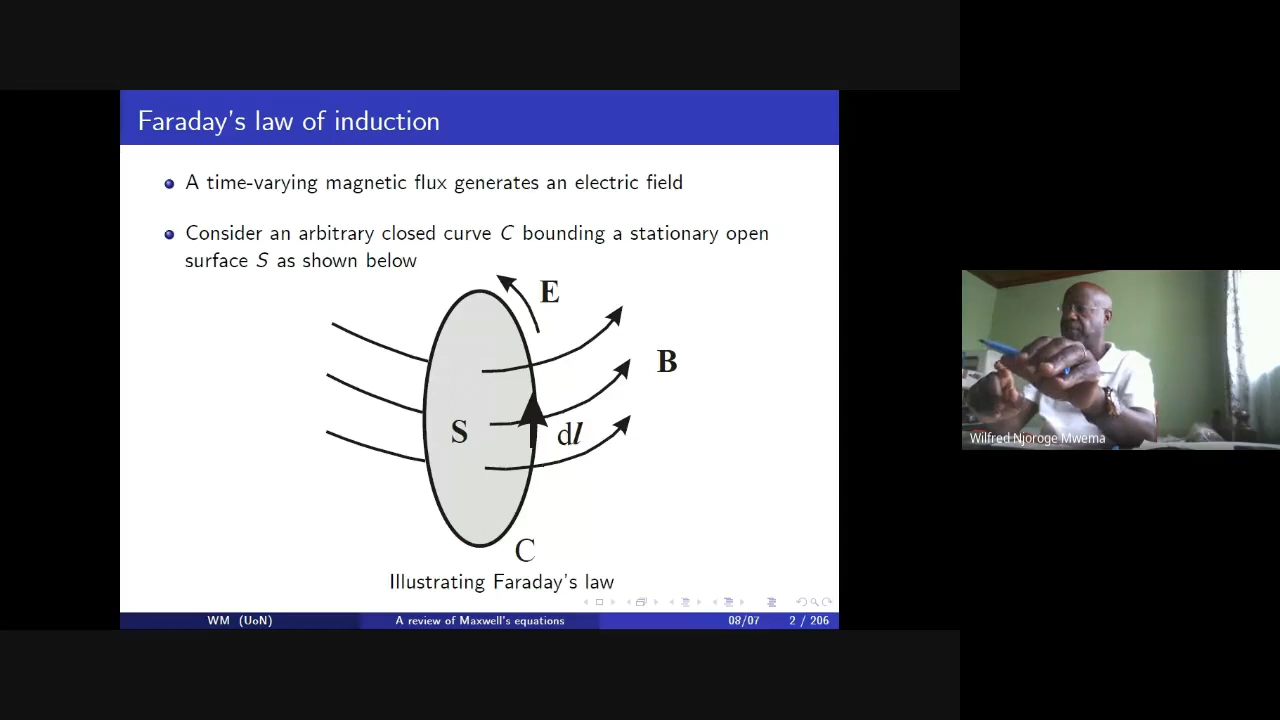 Faraday's law of induction
A time-varying magnetic flux generates an electric field
Consider an arbitrary closed curve C bounding a stationary open
surface S as shown below
E
B
S
dl
C
Illustrating Faraday's law
WM (UoN)
A review of Maxwell's equations
08/07
2 / 206
Wilfred Njoroge Mwema